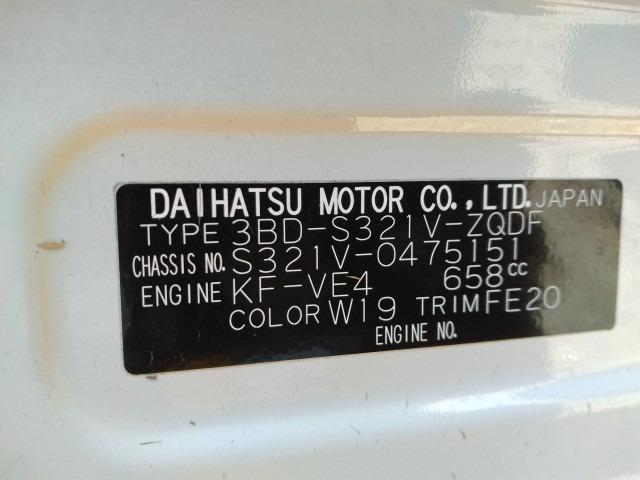 DAIHATSU MOTOR CO., LTD. JAPAN
TYPE 3BD-S321V-ZQDF
CHASSIS NO. S321V-0475151
ENGINE KF-VE4 658cc
COLOR W19 TRIM FE20
ENGINE NO.